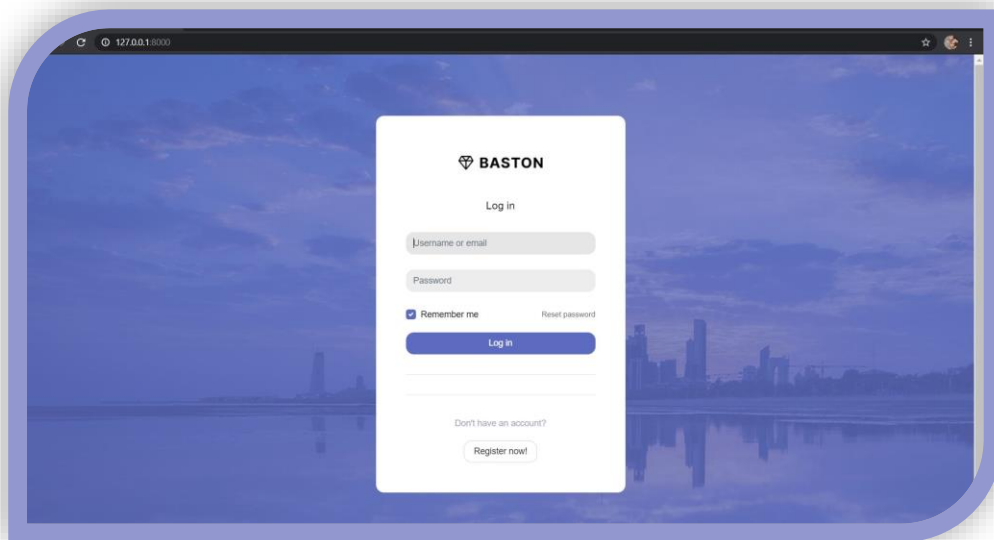 127.0.0.1:8000
BASTON
Log in
Username or email
Password
Remember me
Reset password
Log in
Don't have an account?
Register now!